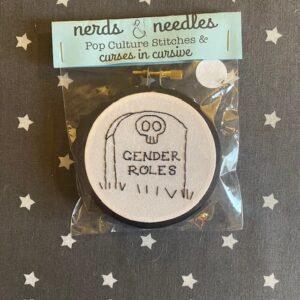 nerds & needles
Pop Culture Stitches &
curses in cursive
GENDER
ROLES